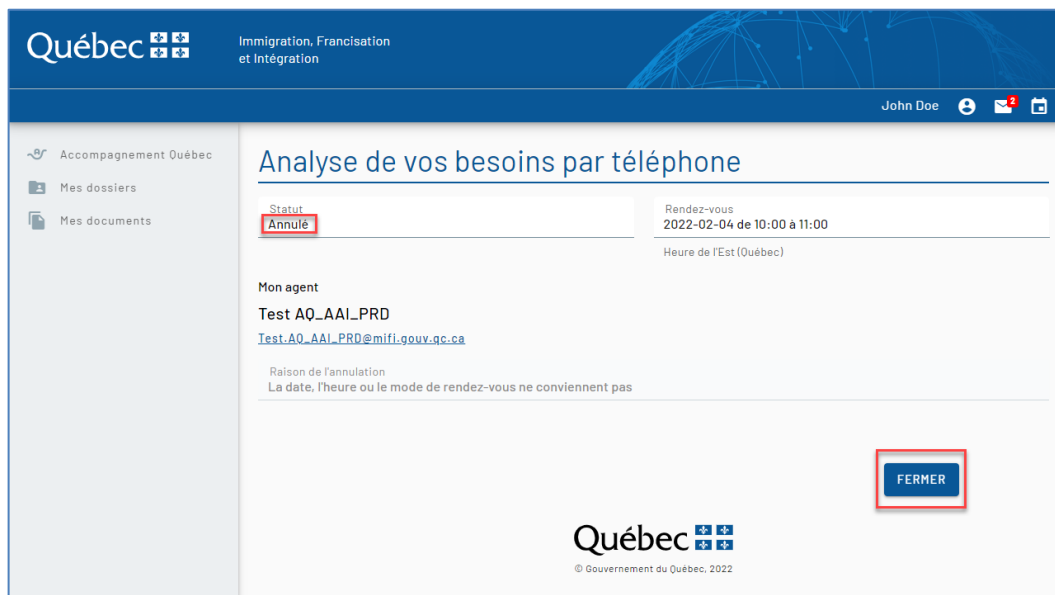 Québec
Immigration, Francisation
et Intégration
John Doe
2
Accompagnement Québec
Mes dossiers
Mes documents
Analyse de vos besoins par téléphone
Statut
Annulé
Rendez-vous
2022-02-04 de 10:00 à 11:00
Heure de l'Est (Québec)
Mon agent
Test AQ_AAI_PRD
Test.AQ_AAI_PRD@mifi.gouv.qc.ca
Raison de l'annulation
La date, l'heure ou le mode de rendez-vous ne conviennent pas
FERMER
Québec
© Gouvernement du Québec, 2022